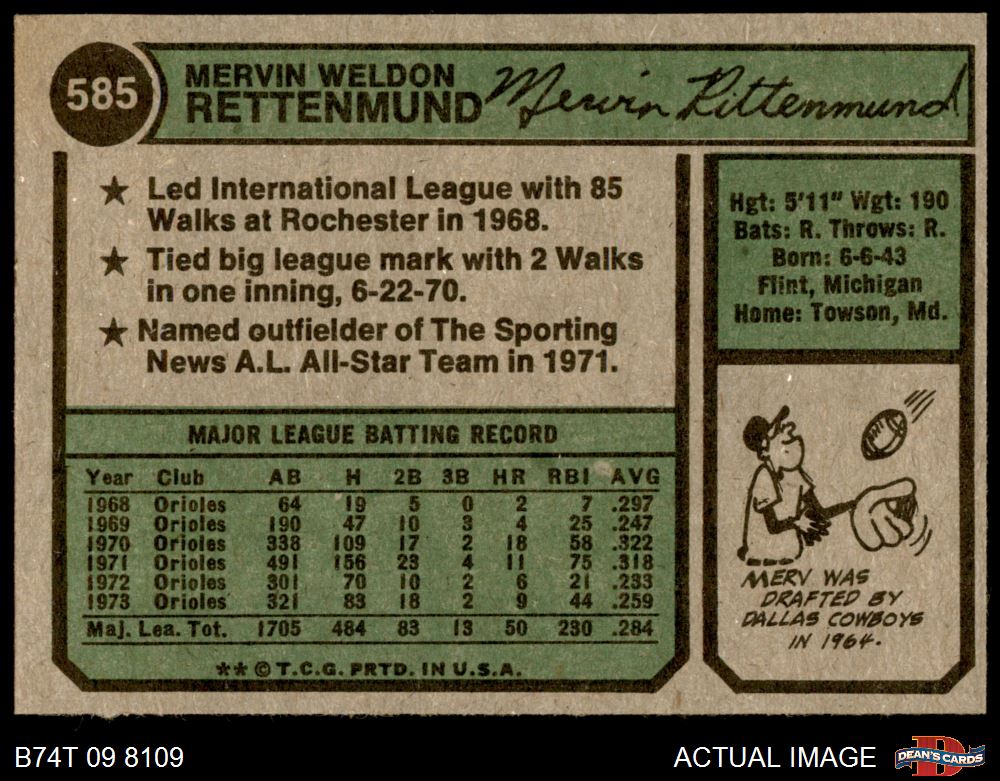 585
MERVIN WELDON
RETTENMUND
Merwin Rettenmund
★ Led International League with 85
Walks at Rochester in 1968.
★ Tied big league mark with 2 Walks
in one inning, 6-22-70.
★ Named outfielder of The Sporting
News A.L. All-Star Team in 1971.
Hgt: 5'11" Wgt: 190
Bats: R. Throws: R.
Born: 6-6-43
Flint, Michigan
Home: Towson, Md.
MAJOR LEAGUE BATTING RECORD
Year Club AB H 2B 3B HR RBI AVG
1968 Orioles 64 19 5 0 2 7 .297
1969 Orioles 190 47 10 3 4 25 .247
1970 Orioles 338 109 17 2 18 58 .322
1971 Orioles 491 156 23 4 11 75 .318
1972 Orioles 301 70 10 2 6 21 .233
1973 Orioles 321 83 18 2 9 44 .259
Maj. Lea. Tot. 1705 484 83 13 50 230 .284
** © T.C.G. PRTD. IN U.S.A.
MERV WAS
DRAFTED BY
DALLAS COWBOYS
IN 1964.
B74T 09 8109
ACTUAL IMAGE
D
DEAN'S CARDS